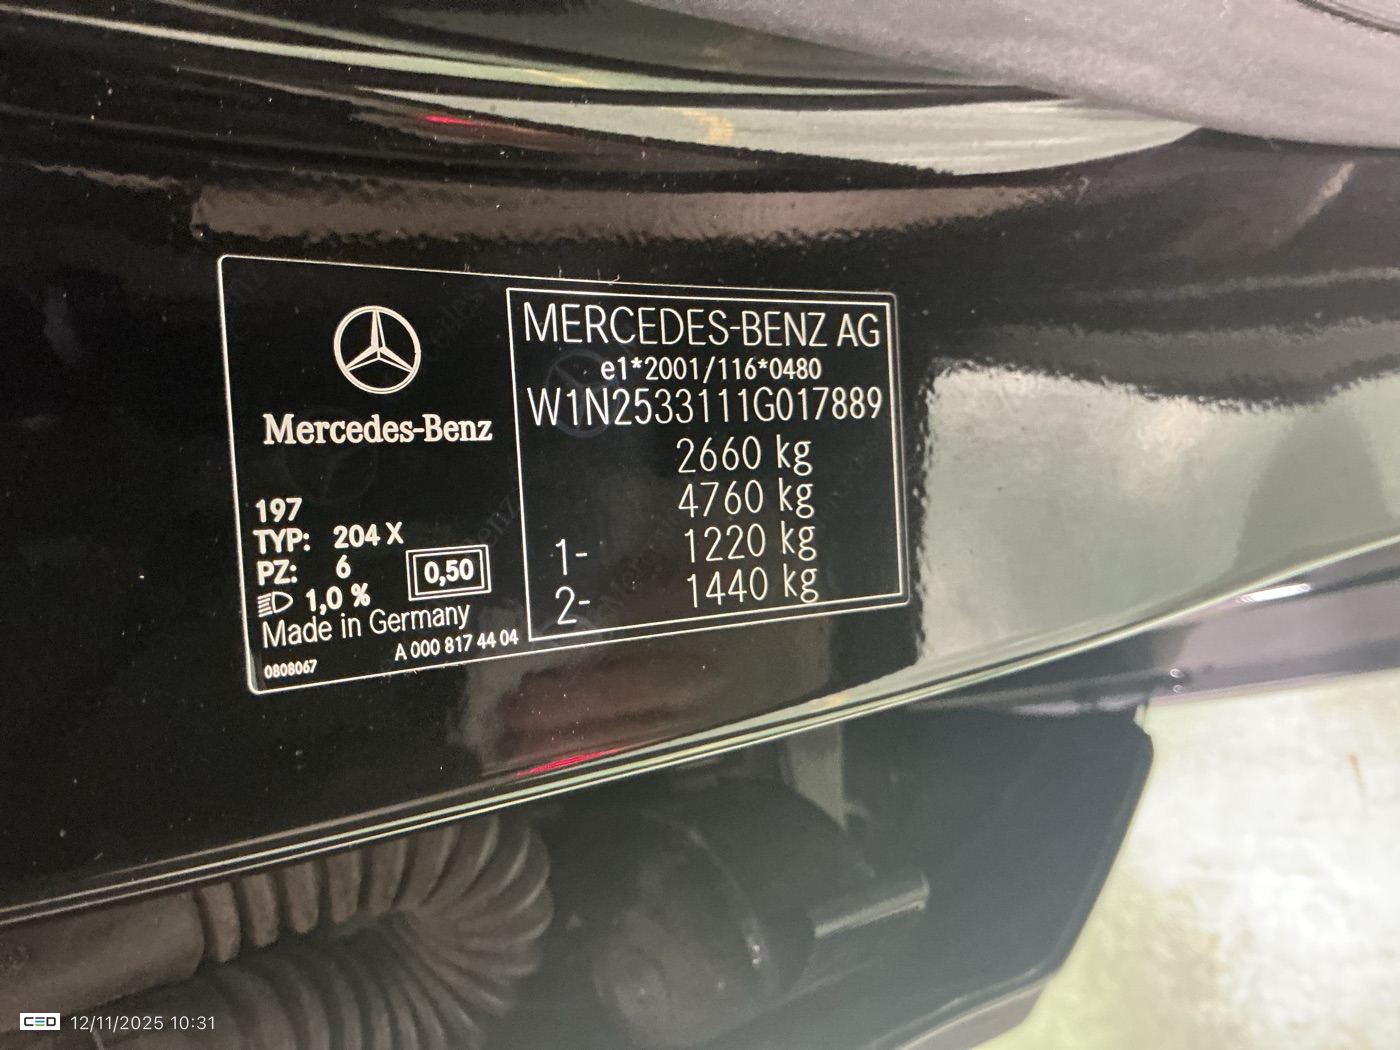 Mercedes-Benz
197
TYP: 204 X
PZ: 6
0,50
1,0 %
Made in Germany
A 000 817 44 04
0808067
MERCEDES-BENZ AG
e1*2001/116*0480
W1N2533111G017889
2660 kg
4760 kg
1- 1220 kg
2- 1440 kg
CED 12/11/2025 10:31